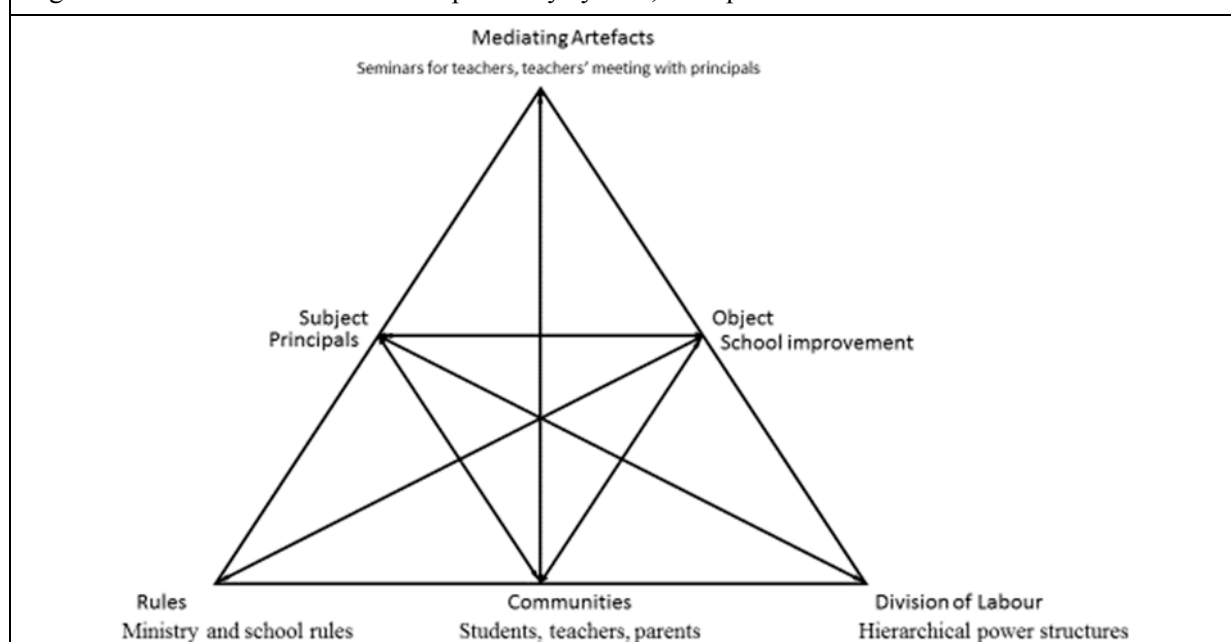 Mediating Artefacts
Seminars for teachers, teachers' meeting with principals
Subject
Principals
Object
School improvement
Rules
Communities
Division of Labour
Ministry and school rules
Students, teachers, parents
Hierarchical power structures